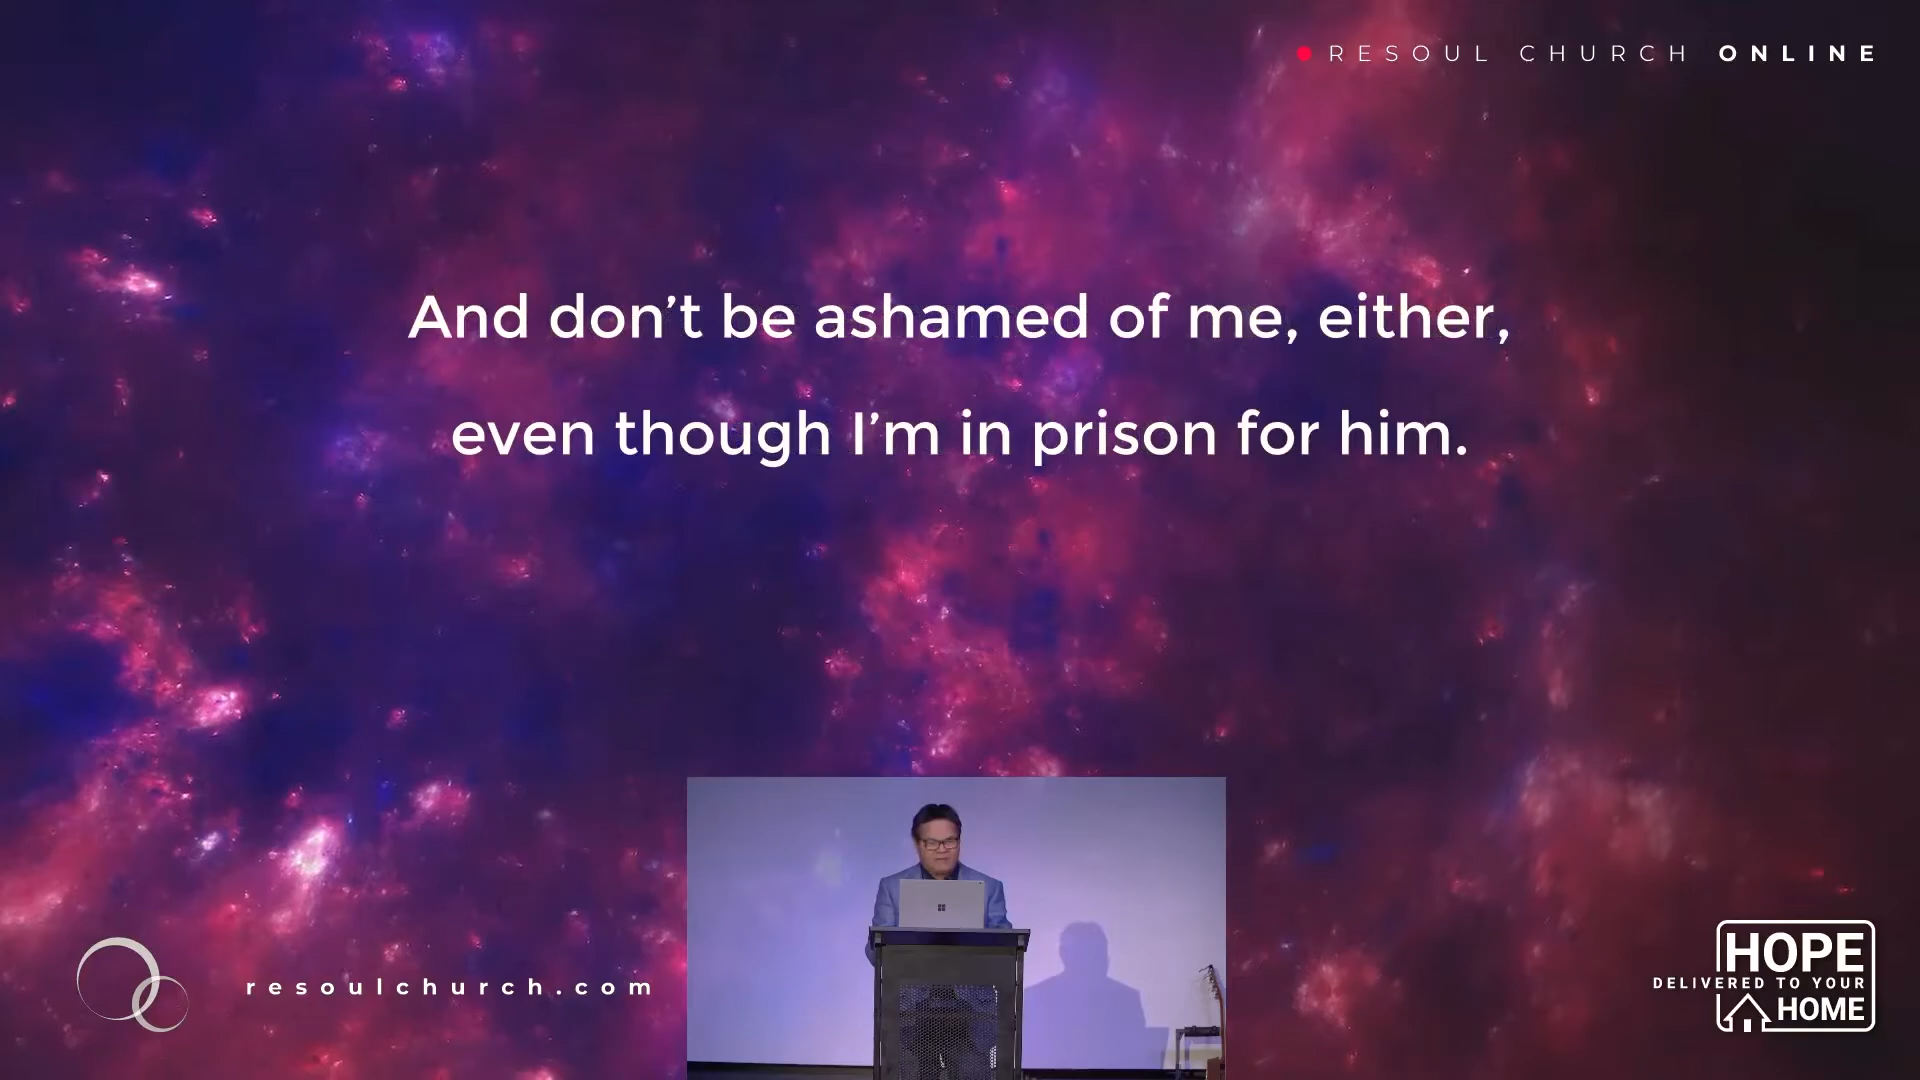 RESOUL CHURCH ONLINE
And don’t be ashamed of me, either,
even though I’m in prison for him.
resoulchurch.com
HOPE
DELIVERED TO YOUR
HOME